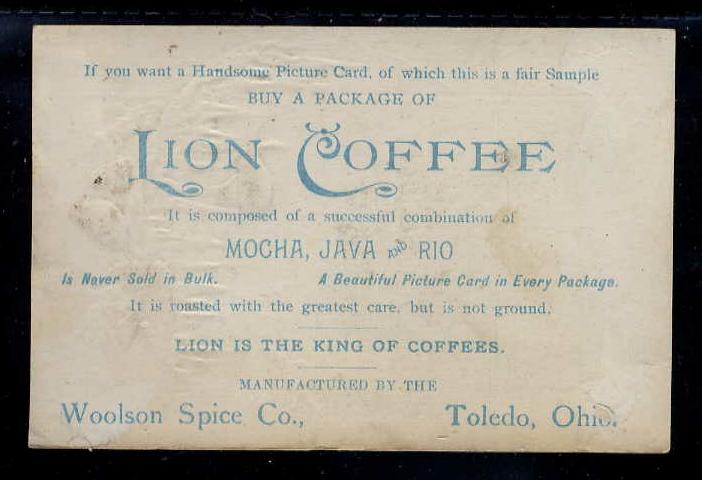 If you want a Handsome Picture Card, of which this is a fair Sample
BUY A PACKAGE OF
LION COFFEE
It is composed of a successful combination of
MOCHA, JAVA AND RIO
Is Never Sold in Bulk. A Beautiful Picture Card in Every Package.
It is roasted with the greatest care, but is not ground.
LION IS THE KING OF COFFEES.
MANUFACTURED BY THE
Woolson Spice Co., Toledo, Ohio.